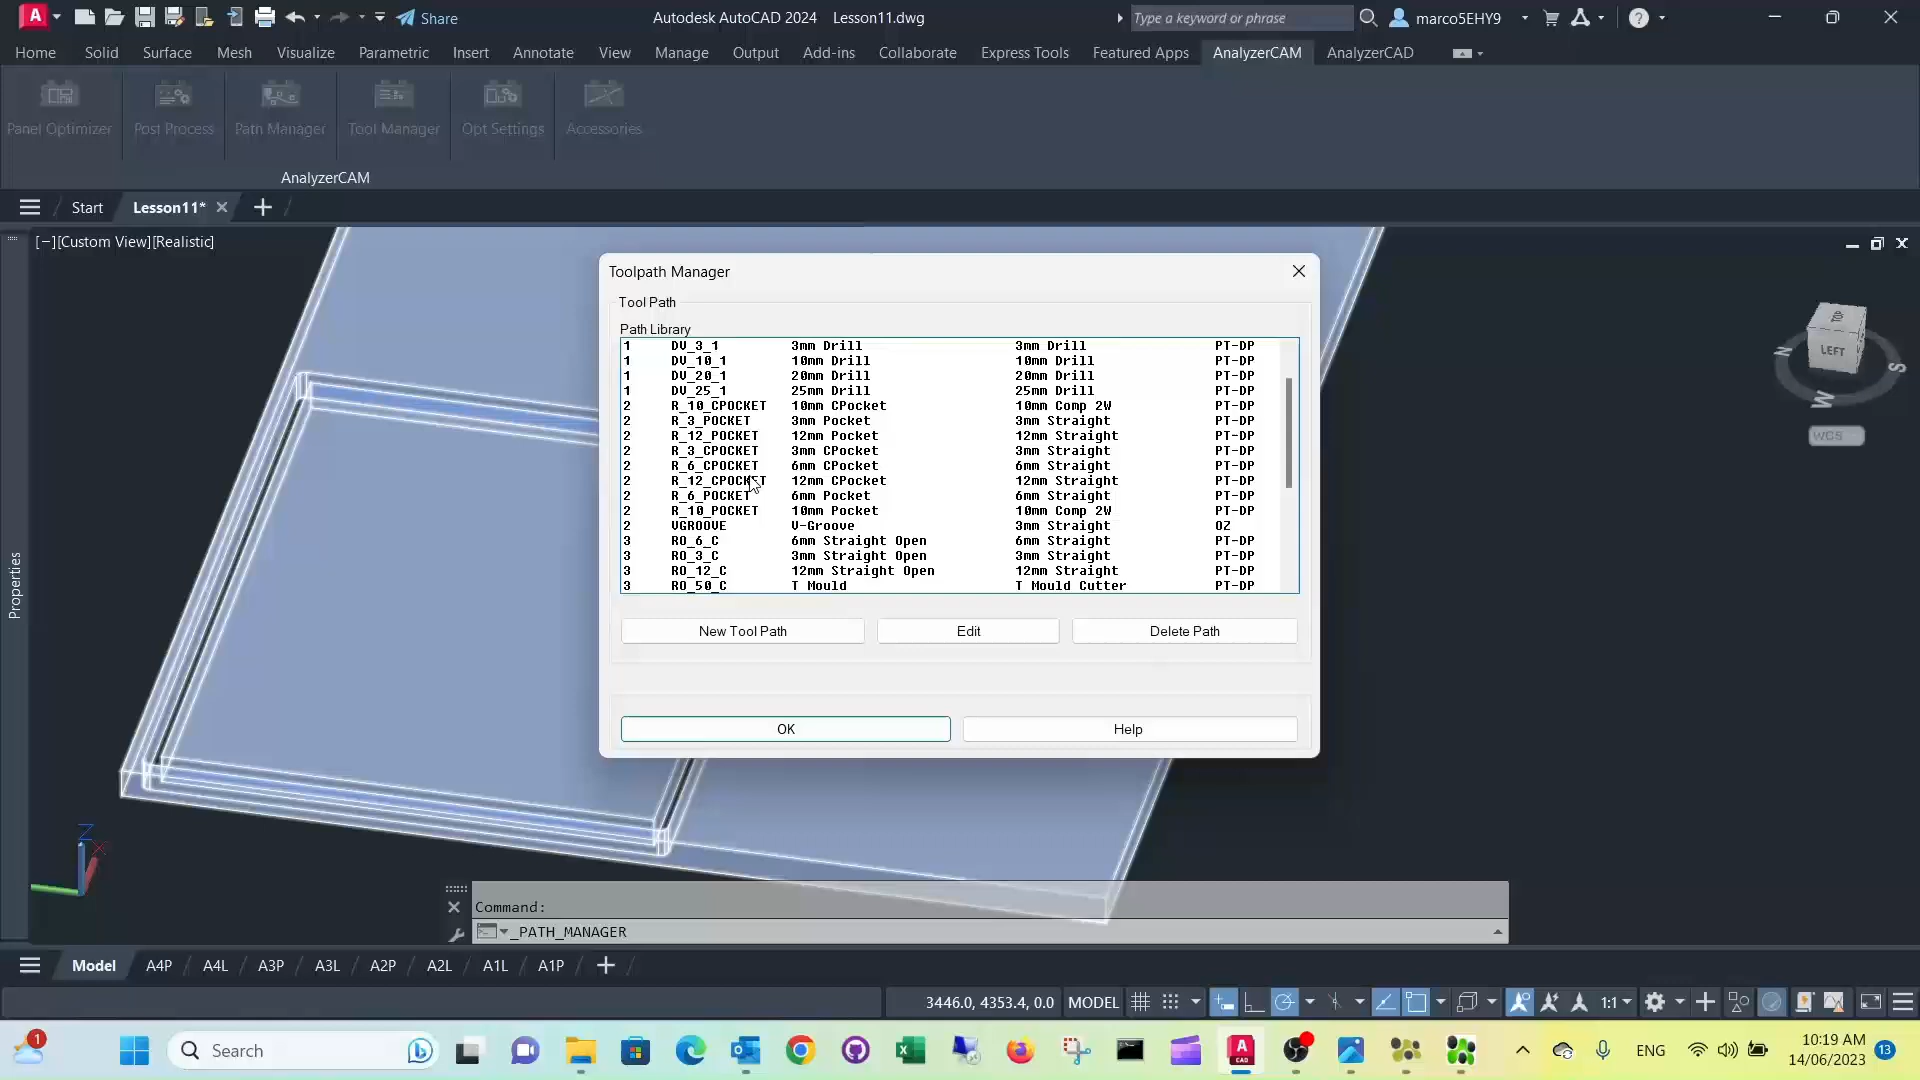 Share
Autodesk AutoCAD 2024 Lesson11.dwg
Type a keyword or phrase
marco5EHY9
Home Solid Surface Mesh Visualize Parametric Insert Annotate View Manage Output Add-ins Collaborate Express Tools Featured Apps AnalyzerCAM AnalyzerCAD
Panel Optimizer Post Process Path Manager Tool Manager Opt Settings Accessories
AnalyzerCAM
Start Lesson11*
[−][Custom View][Realistic]
Properties
Toolpath Manager
Tool Path
Path Library
1 DV_3_1 3mm Drill 3mm Drill PT-DP
1 DV_10_1 10mm Drill 10mm Drill PT-DP
1 DV_20_1 20mm Drill 20mm Drill PT-DP
1 DV_25_1 25mm Drill 25mm Drill PT-DP
2 R_10_CPOCKET 10mm CPocket 10mm Comp 2W PT-DP
2 R_3_POCKET 3mm Pocket 3mm Straight PT-DP
2 R_12_POCKET 12mm Pocket 12mm Straight PT-DP
2 R_3_CPOCKET 3mm CPocket 3mm Straight PT-DP
2 R_6_CPOCKET 6mm CPocket 6mm Straight PT-DP
2 R_12_CPOCKET 12mm CPocket 12mm Straight PT-DP
2 R_6_POCKET 6mm Pocket 6mm Straight PT-DP
2 R_10_POCKET 10mm Pocket 10mm Comp 2W PT-DP
2 VGROOVE V-Groove 3mm Straight OZ
3 RO_6_C 6mm Straight Open 6mm Straight PT-DP
3 RO_3_C 3mm Straight Open 3mm Straight PT-DP
3 RO_12_C 12mm Straight Open 12mm Straight PT-DP
3 RO_50_C T Mould T Mould Cutter PT-DP
New Tool Path Edit Delete Path
OK Help
TOP
LEFT
N
S
W
WCS
Z
X
Command:
_PATH_MANAGER
Model A4P A4L A3P A3L A2P A2L A1L A1P
3446.0, 4353.4, 0.0 MODEL 1:1
1
Search
ENG
10:19 AM
14/06/2023
13